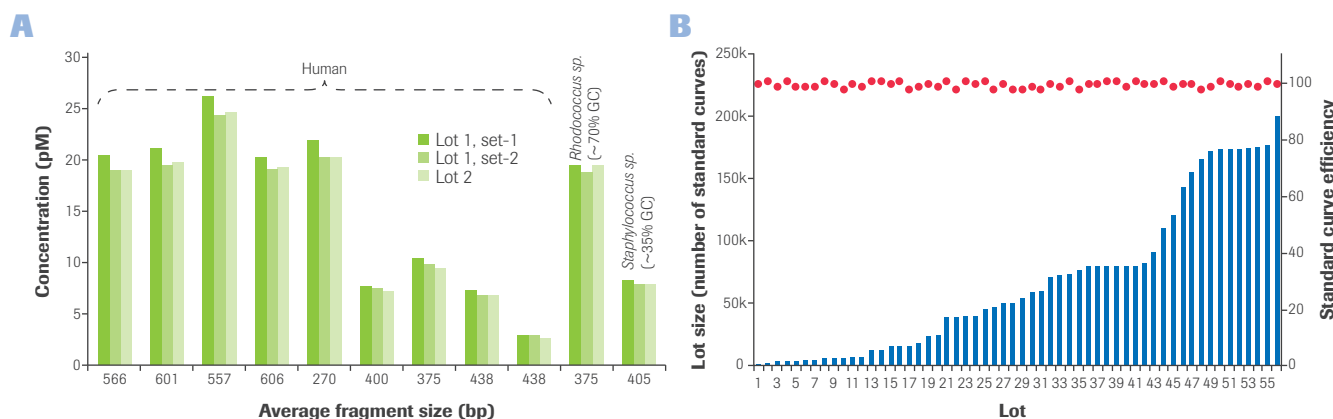 A
Concentration (pM)
30
25
20
15
10
5
0
Human
Lot 1, set-1
Lot 1, set-2
Lot 2
Rhodococcus sp.
(~70% GC)
Staphylococcus sp.
(~35% GC)
566 601 557 606 270 400 375 438 438 375 405
Average fragment size (bp)
B
Lot size (number of standard curves)
250k
200k
150k
100k
50k
0
100
80
60
40
20
0
Standard curve efficiency
1 3 5 7 9 11 13 15 17 19 21 23 25 27 29 31 33 35 37 39 41 43 45 47 49 51 53 55
Lot